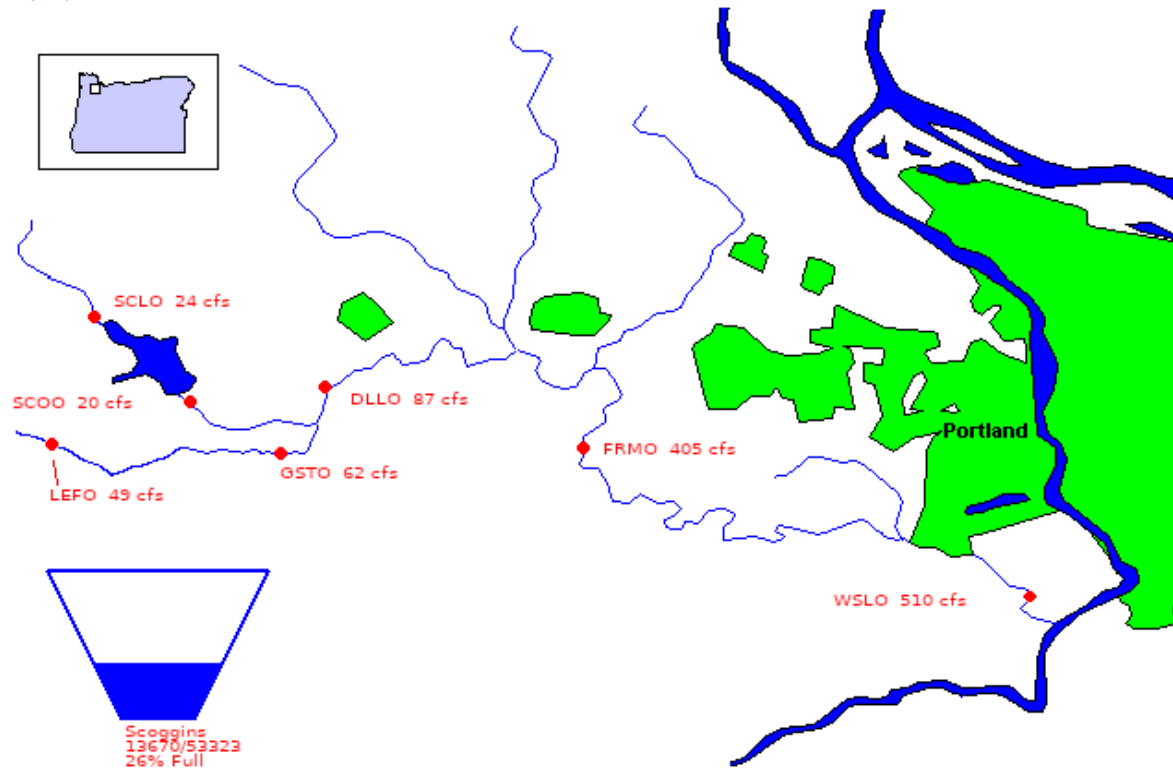 SCLO 24 cfs
SCOO 20 cfs
DLLO 87 cfs
Portland
FRMO 405 cfs
GSTO 62 cfs
LEFO 49 cfs
WSLO 510 cfs
Scoggins
13670/53323
26% Full